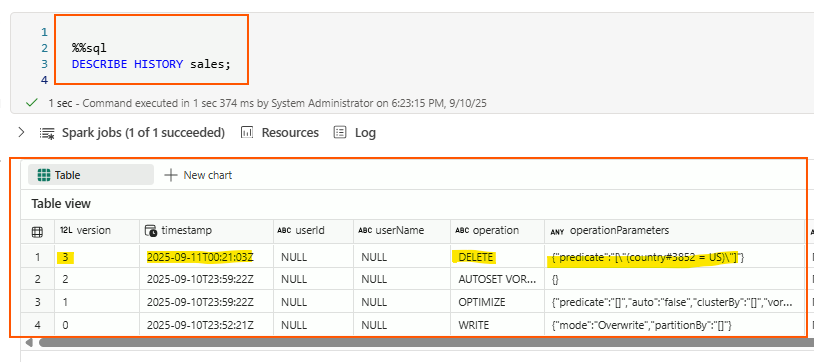 1
2 %%sql
3 DESCRIBE HISTORY sales;
4
1 sec - Command executed in 1 sec 374 ms by System Administrator on 6:23:15 PM, 9/10/25
Spark jobs (1 of 1 succeeded) Resources Log
Table New chart
Table view
12L version timestamp ABC userId ABC userName ABC operation ANY operationParameters
1 3 2025-09-11T00:21:03Z NULL NULL DELETE {"predicate":"[\"(country#3852 = US)\"]"}
2 2 2025-09-10T23:59:22Z NULL NULL AUTOSET VOR... {}
3 1 2025-09-10T23:59:22Z NULL NULL OPTIMIZE {"predicate":"[]","auto":"false","clusterBy":"[]","vor...
4 0 2025-09-10T23:52:21Z NULL NULL WRITE {"mode":"Overwrite","partitionBy":"[]"}